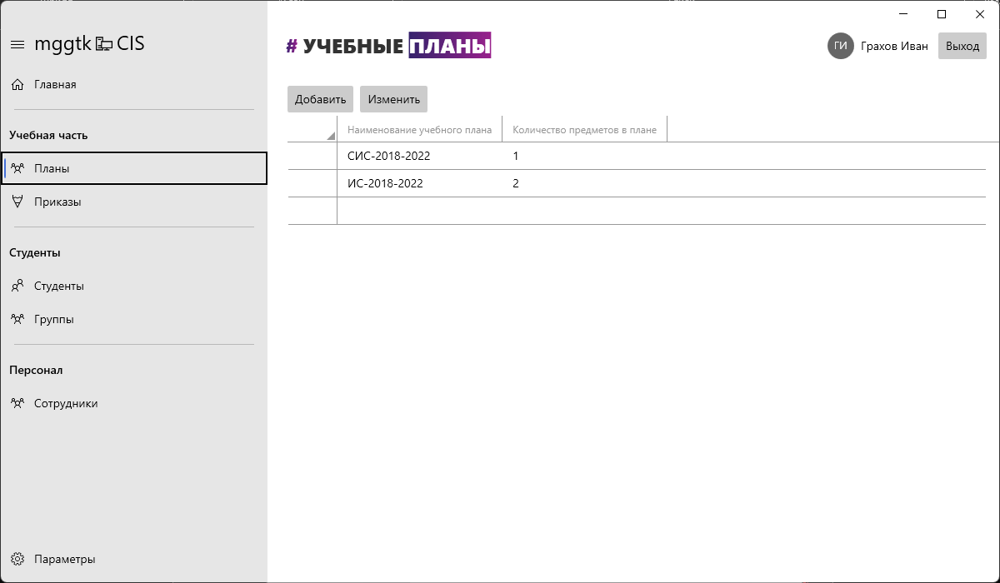 mggtk CIS
Главная
Учебная часть
Планы
Приказы
Студенты
Студенты
Группы
Персонал
Сотрудники
Параметры
# УЧЕБНЫЕ ПЛАНЫ
ГИ Грахов Иван Выход
Добавить Изменить
Наименование учебного плана Количество предметов в плане
СИС-2018-2022 1
ИС-2018-2022 2